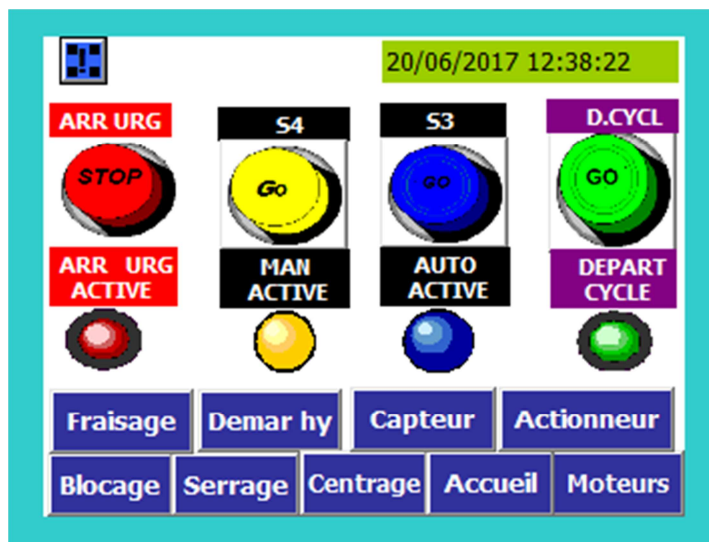 20/06/2017 12:38:22
ARR URG
S4
S3
D.CYCL
STOP
Go
GO
GO
ARR URG
ACTIVE
MAN
ACTIVE
AUTO
ACTIVE
DEPART
CYCLE
Fraisage
Demar hy
Capteur
Actionneur
Blocage
Serrage
Centrage
Accueil
Moteurs